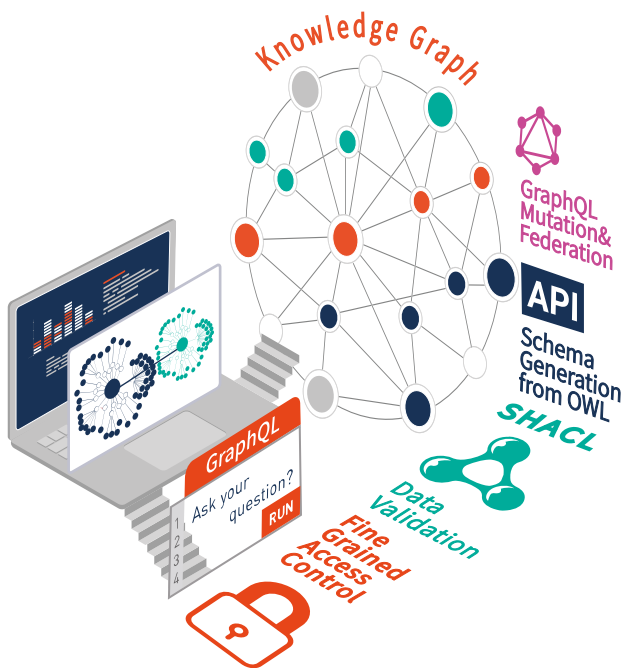 Knowledge Graph
GraphQL
Mutation&
Federation
API
Schema
Generation
from OWL
SHACL
Data
Validation
Fine
Grained
Access
Control
GraphQL
1
2
3
4
Ask your
question?
RUN